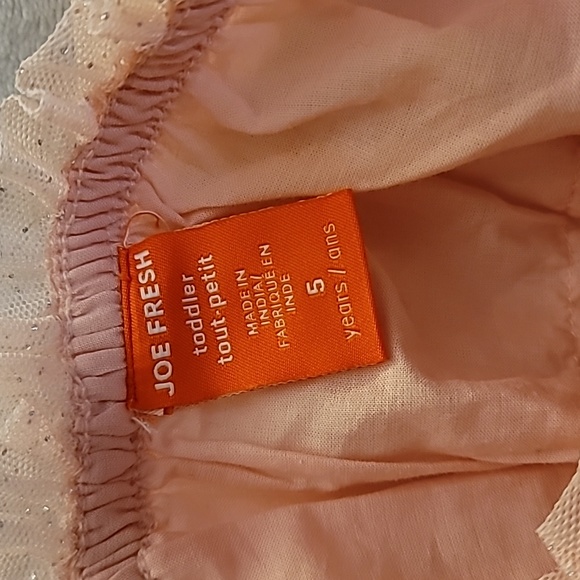 JOE FRESH
toddler
tout-petit
MADE IN
INDIA/
FABRIQUÉ EN
INDE
5
years / ans